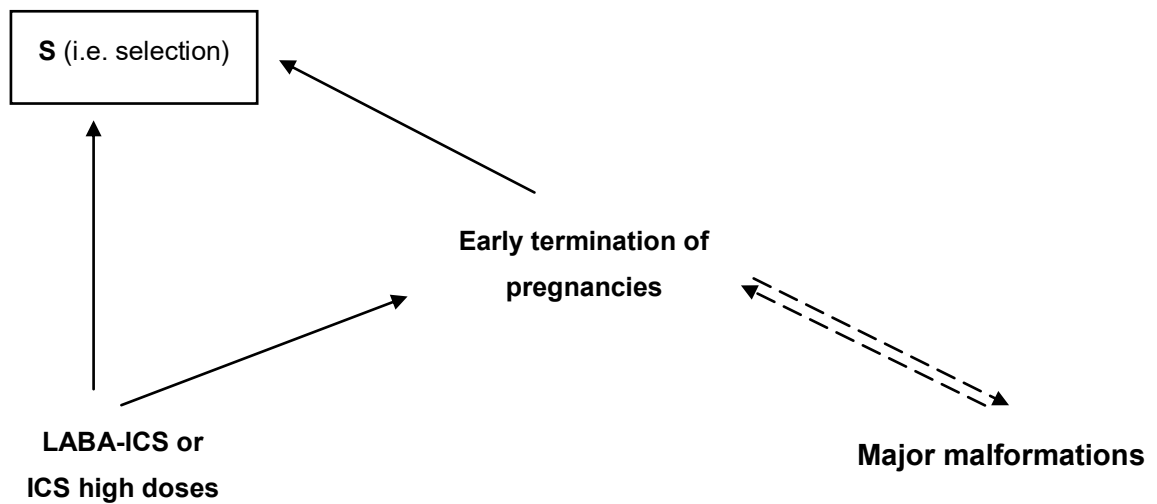 S (i.e. selection)
Early termination of
pregnancies
LABA-ICS or
ICS high doses
Major malformations